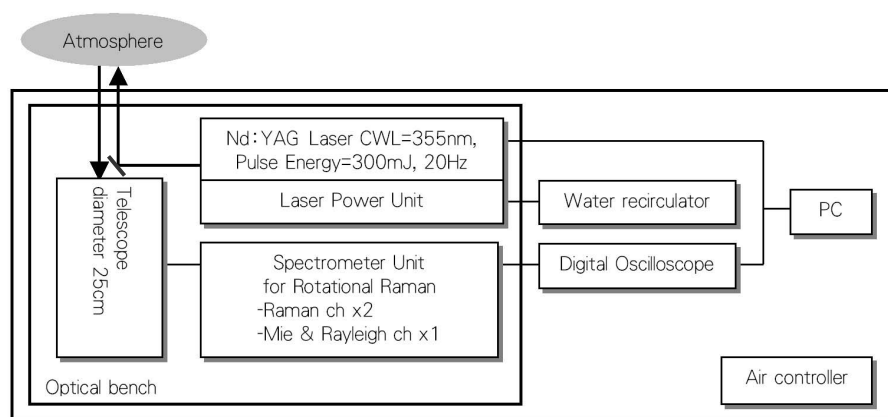 Atmosphere
Nd:YAG Laser CWL=355nm,
Pulse Energy=300mJ, 20Hz
Laser Power Unit
Water recirculator
PC
Telescope
diameter 25cm
Spectrometer Unit
for Rotational Raman
-Raman ch x2
-Mie & Rayleigh ch x1
Digital Oscilloscope
Optical bench
Air controller